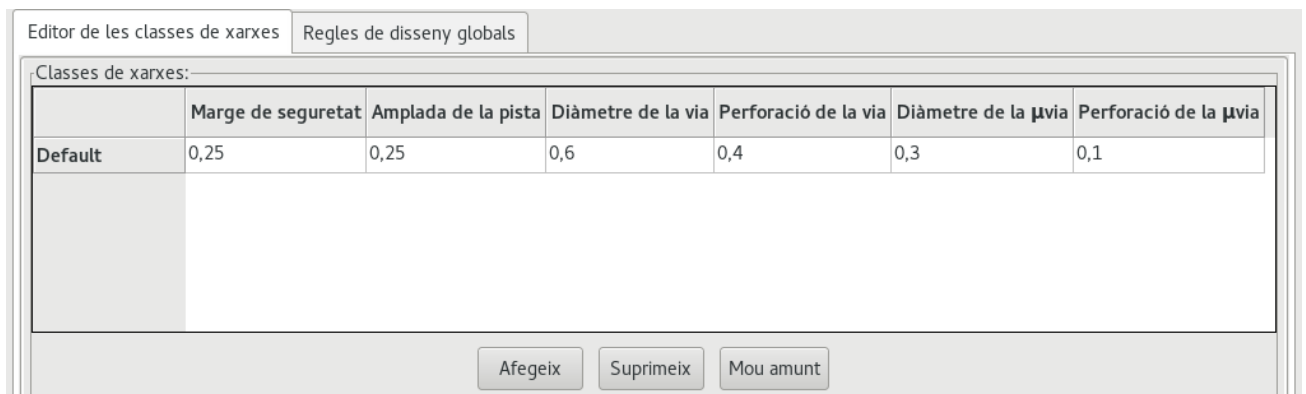 Editor de les classes de xarxes Regles de disseny globals
Classes de xarxes:
Marge de seguretat Amplada de la pista Diàmetre de la via Perforació de la via Diàmetre de la µvia Perforació de la µvia
Default 0,25 0,25 0,6 0,4 0,3 0,1
Afegeix Suprimeix Mou amunt